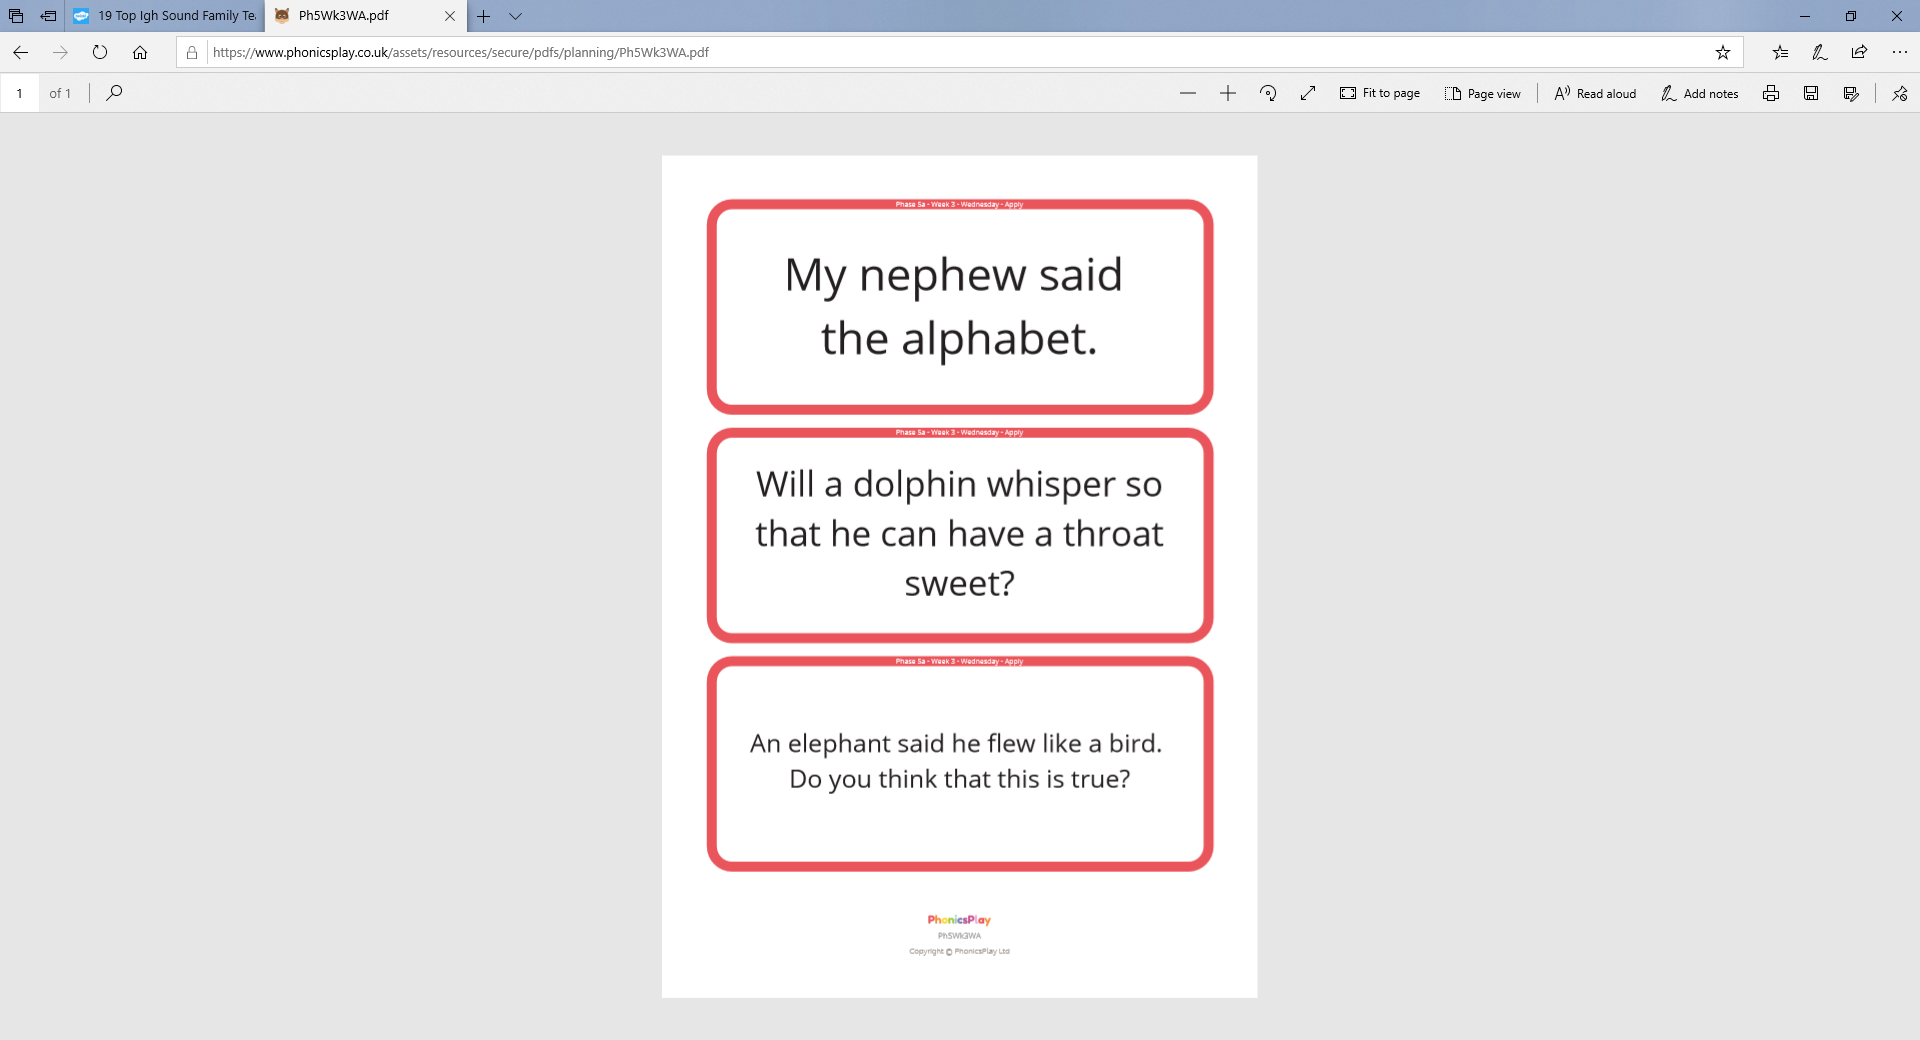 19 Top Igh Sound Family Te
Ph5Wk3WA.pdf
https://www.phonicsplay.co.uk/assets/resources/secure/pdfs/planning/Ph5Wk3WA.pdf
1 of 1
Fit to page
Page view
Read aloud
Add notes
Phase 5a - Week 3 - Wednesday - Apply
My nephew said
the alphabet.
Phase 5a - Week 3 - Wednesday - Apply
Will a dolphin whisper so
that he can have a throat
sweet?
Phase 5a - Week 3 - Wednesday - Apply
An elephant said he flew like a bird.
Do you think that this is true?
PhonicsPlay
Ph5Wk3WA
Copyright © PhonicsPlay Ltd